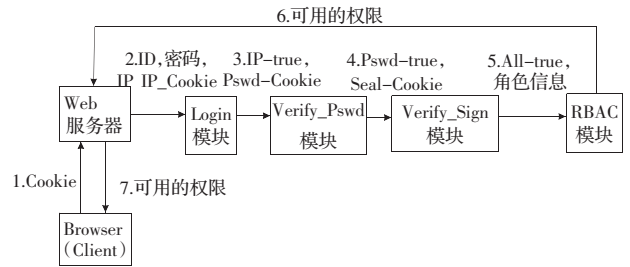 6.可用的权限
2.ID,密码,
IP IP_Cookie
3.IP-true,
Pswd-Cookie
4.Pswd-true,
Seal-Cookie
5.All-true,
角色信息
Web
服务器
Login
模块
Verify_Pswd
模块
Verify_Sign
模块
RBAC
模块
1.Cookie
7.可用的权限
Browser
(Client)